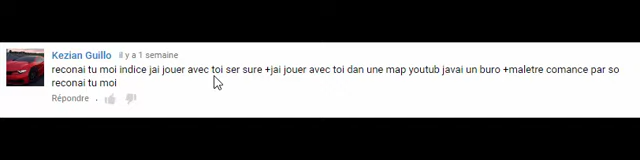 Kezian Guillo il y a 1 semaine
reconai tu moi indice jai jouer avec toi ser sure +jai jouer avec toi dan une map youtub javai un buro +maletre comance par so
reconai tu moi
Répondre •